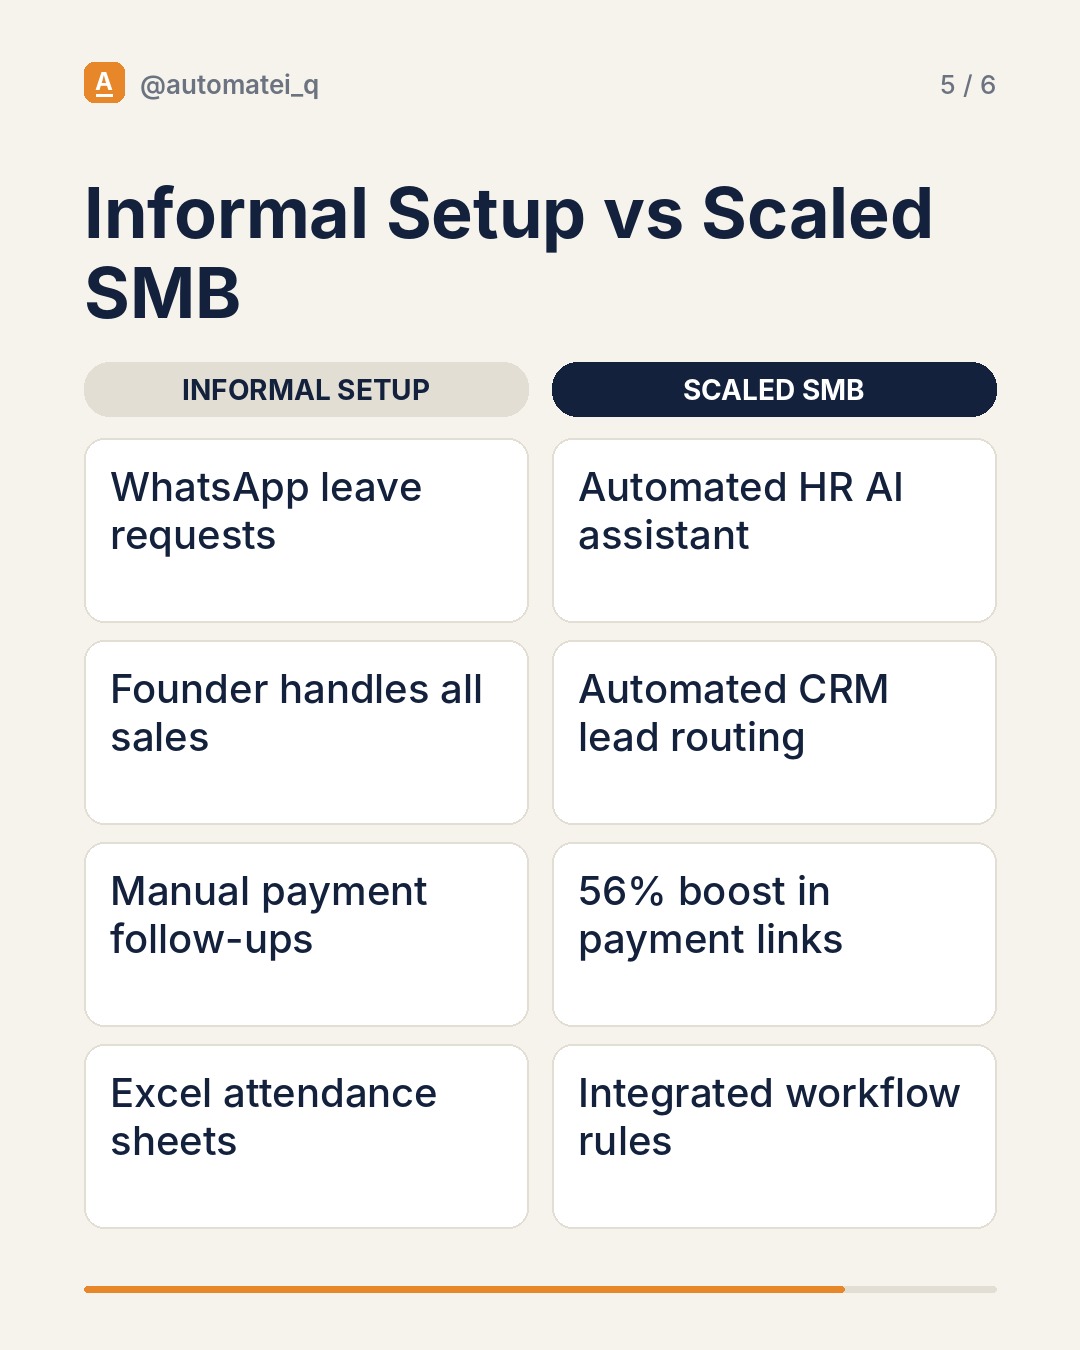 A
@automatei_q
5 / 6
Informal Setup vs Scaled
SMB
INFORMAL SETUP
SCALED SMB
WhatsApp leave
requests
Automated HR AI
assistant
Founder handles all
sales
Automated CRM
lead routing
Manual payment
follow-ups
56% boost in
payment links
Excel attendance
sheets
Integrated workflow
rules